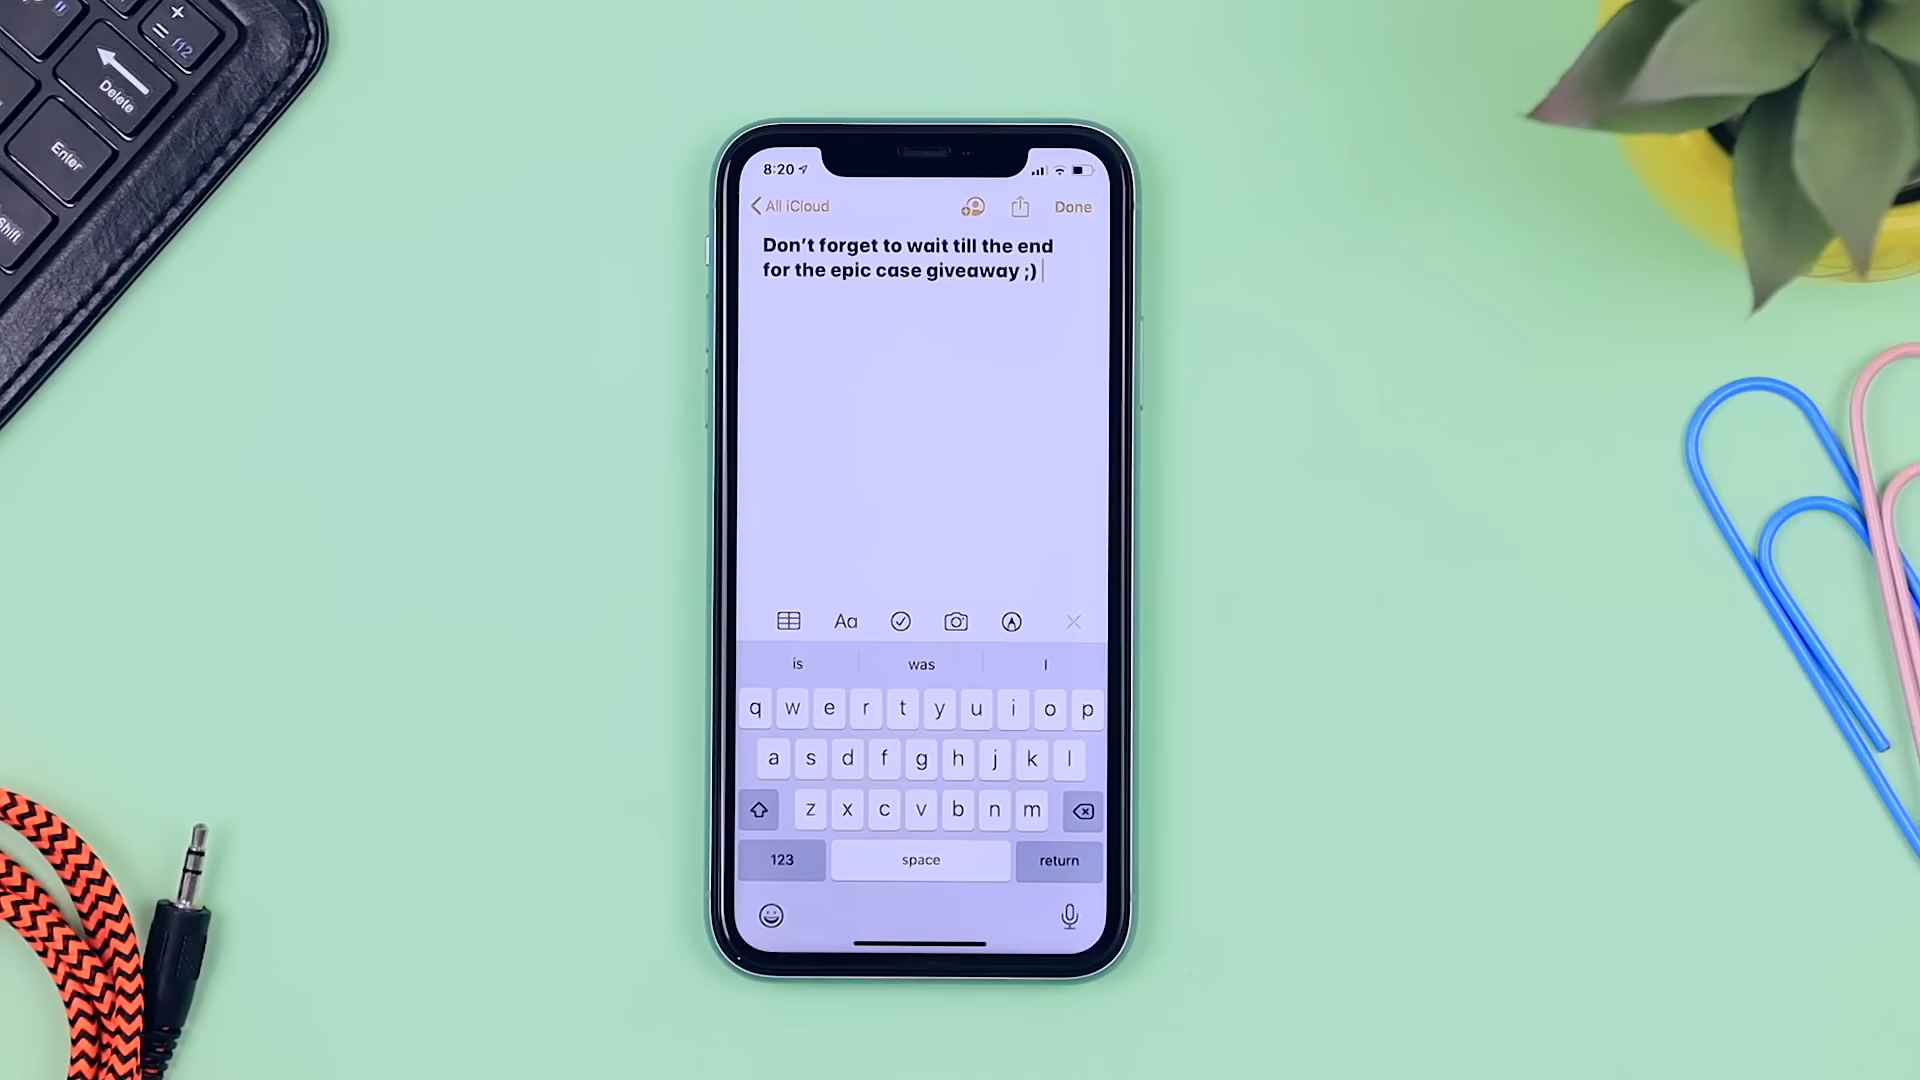 +
=
f12
Delete
Enter
Shift
8:20
All iCloud
Done
Don't forget to wait till the end
for the epic case giveaway ;)
Aa
is was I
q w e r t y u i o p
a s d f g h j k l
z x c v b n m
123 space return